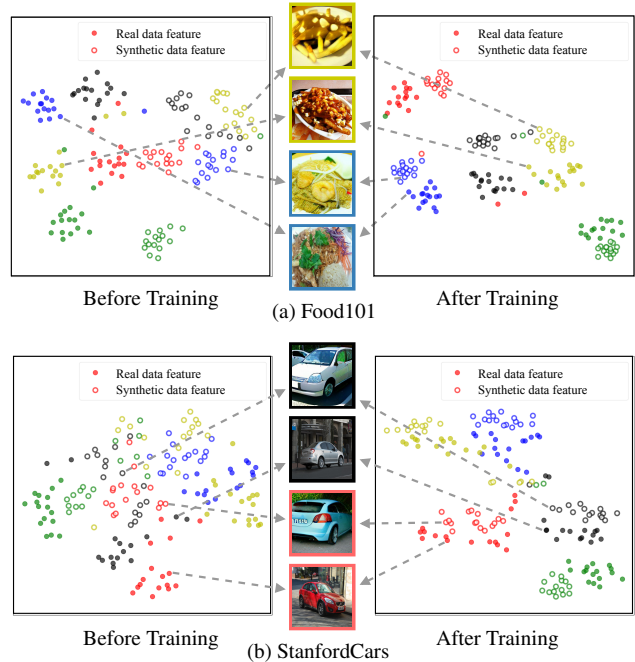 Real data feature
Synthetic data feature
Real data feature
Synthetic data feature
Before Training
After Training
(a) Food101
Real data feature
Synthetic data feature
Real data feature
Synthetic data feature
Before Training
After Training
(b) StanfordCars